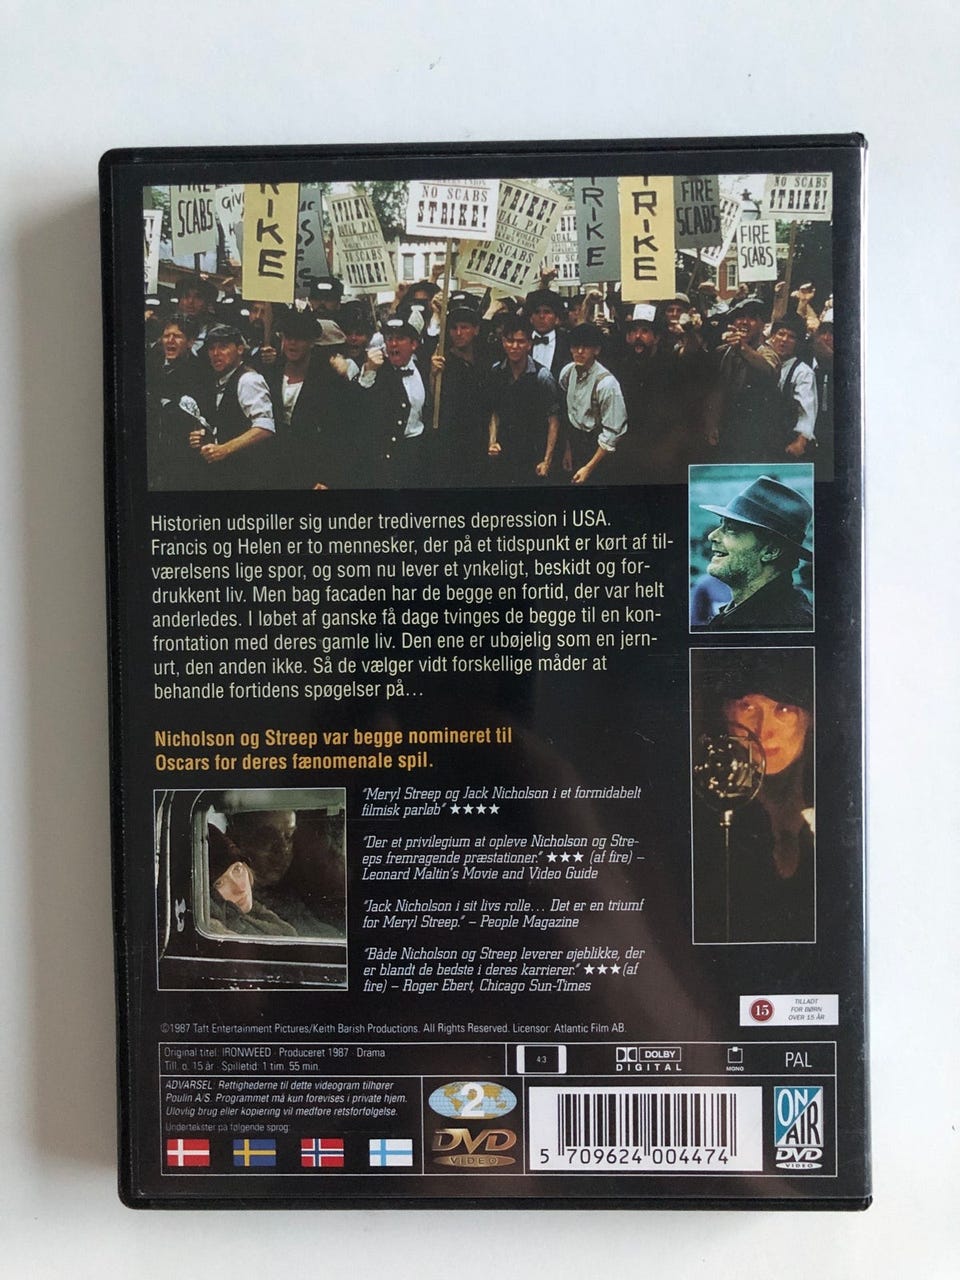 FIRE
SCABS
GIV
RIKE
NO SCABS
STRIKE!
STRIKE!
EQUAL PAY
NO SCABS
STRIKE!
RIKE
TRIKE
FIRE
SCABS
FIRE
SCABS
NO SCABS
STRIKE!
Historien udspiller sig under tredivernes depression i USA.
Francis og Helen er to mennesker, der på et tidspunkt er kørt af til-
værelsens lige spor, og som nu lever et ynkeligt, beskidt og for-
drukkent liv. Men bag facaden har de begge en fortid, der var helt
anderledes. I løbet af ganske få dage tvinges de begge til en kon-
frontation med deres gamle liv. Den ene er ubøjelig som en jern-
urt, den anden ikke. Så de vælger vidt forskellige måder at
behandle fortidens spøgelser på...
Nicholson og Streep var begge nomineret til
Oscars for deres fænomenale spil.
"Meryl Streep og Jack Nicholson i et formidabelt
filmisk parløb" ★★★★
"Der et privilegium at opleve Nicholson og Stre-
eps fremragende præstationer." ★★★ (af fire) –
Leonard Maltin's Movie and Video Guide
"Jack Nicholson i sit livs rolle... Det er en triumf
for Meryl Streep." – People Magazine
"Både Nicholson og Streep leverer øjeblikke, der
er blandt de bedste i deres karrierer." ★★★(af
fire) – Roger Ebert, Chicago Sun-Times
15
TILLADT
FOR BØRN
OVER 15 ÅR
©1987 Taft Entertainment Pictures/Keith Barish Productions. All Rights Reserved. Licensor: Atlantic Film AB.
Original titel: IRONWEED · Produceret 1987 · Drama
Till. o. 15 år · Spilletid: 1 tim. 55 min.
4:3
DOLBY
DIGITAL
MONO
PAL
ADVARSEL: Rettighederne til dette videogram tilhører
Poulin A/S. Programmet må kun forevises i private hjem.
Ulovlig brug eller kopiering vil medføre retsforfølgelse.
Undertekster på følgende sprog:
2
DVD
VIDEO
5 709624 004474
ON
AIR
DVD
VIDEO